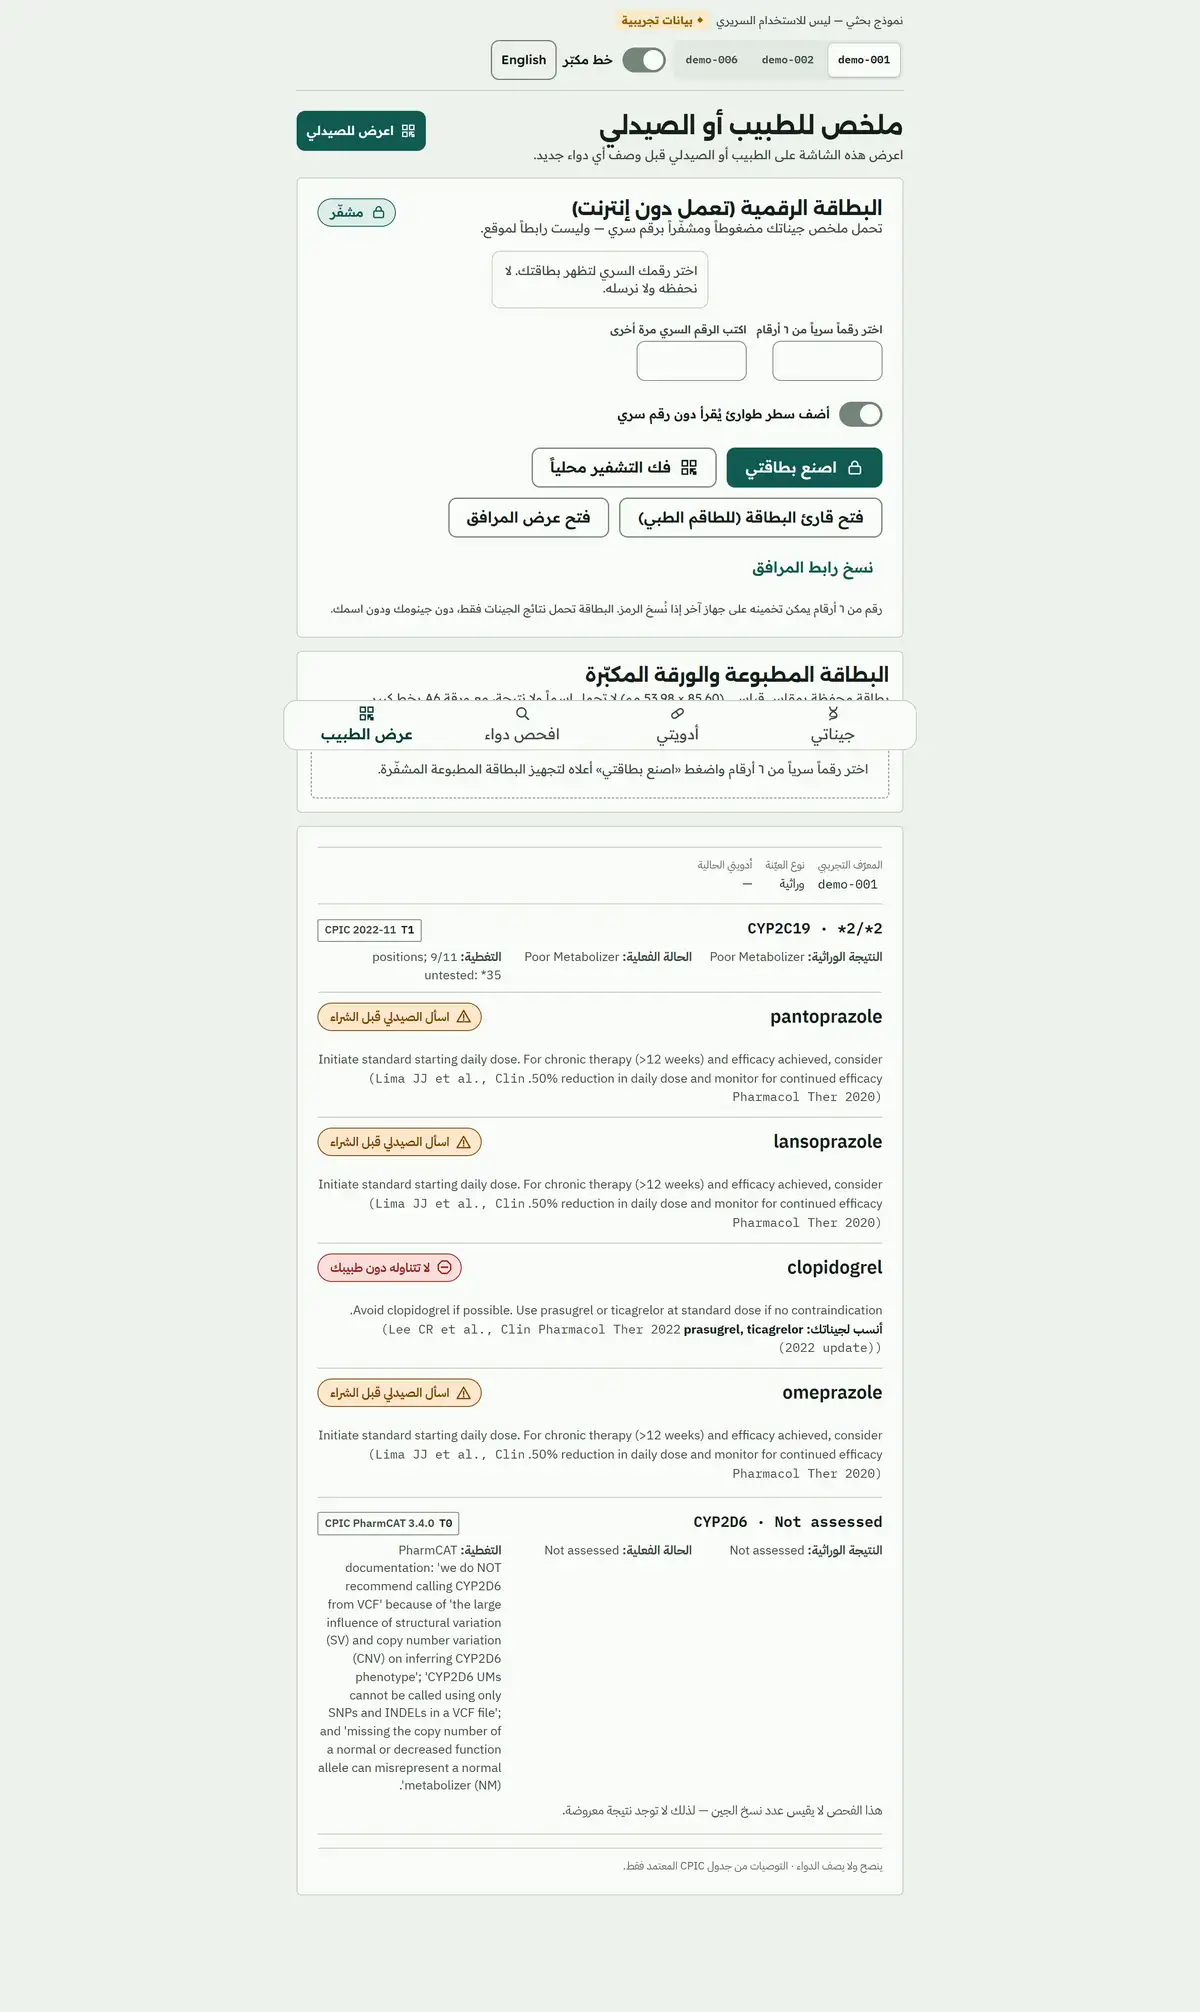 نموذج بحثي — ليس للاستخدام السريري ✦ بيانات تجريبية
demo-001 demo-002 demo-006 خط مكبّر English
ملخص للطبيب أو الصيدلي
اعرض للصيدلي
اعرض هذه الشاشة على الطبيب أو الصيدلي قبل وصف أي دواء جديد.
البطاقة الرقمية (تعمل دون إنترنت)
مشفّر
تحمل ملخص جيناتك مضغوطاً ومشفّراً برقم سري — وليست رابطاً لموقع.
اختر رقمك السري لتظهر بطاقتك. لا
نحفظه ولا نرسله.
اختر رقماً سرياً من ٦ أرقام اكتب الرقم السري مرة أخرى
أضف سطر طوارئ يُقرأ دون رقم سري
اصنع بطاقتي فك التشفير محلياً
فتح قارئ البطاقة (للطاقم الطبي) فتح عرض المرافق
نسخ رابط المرافق
رقم من ٦ أرقام يمكن تخمينه على جهاز آخر إذا نُسخ الرمز. البطاقة تحمل نتائج الجينات فقط، دون جينومك ودون اسمك.
البطاقة المطبوعة والورقة المكبّرة
بطاقة محفظة بمقاس قياسي (85.60 × 53.98 مم) لا تحمل اسماً ولا نتيجة، مع ورقة A6 بخط كبير
جيناتي أدويتي افحص دواء عرض الطبيب
اختر رقماً سرياً من ٦ أرقام واضغط «اصنع بطاقتي» أعلاه لتجهيز البطاقة المطبوعة المشفّرة.
المعرّف التجريبي نوع العيّنة أدويتي الحالية
demo-001 وراثية —
CYP2C19 · *2/*2
CPIC 2022-11 T1
النتيجة الوراثية: Poor Metabolizer الحالة الفعلية: Poor Metabolizer التغطية: 9/11 positions;
untested: *35
pantoprazole
اسأل الصيدلي قبل الشراء
Initiate standard starting daily dose. For chronic therapy (>12 weeks) and efficacy achieved, consider
50% reduction in daily dose and monitor for continued efficacy. (Lima JJ et al., Clin
Pharmacol Ther 2020)
lansoprazole
اسأل الصيدلي قبل الشراء
Initiate standard starting daily dose. For chronic therapy (>12 weeks) and efficacy achieved, consider
50% reduction in daily dose and monitor for continued efficacy. (Lima JJ et al., Clin
Pharmacol Ther 2020)
clopidogrel
لا تتناوله دون طبيبك
Avoid clopidogrel if possible. Use prasugrel or ticagrelor at standard dose if no contraindication.
أنسب لجيناتك: prasugrel, ticagrelor (Lee CR et al., Clin Pharmacol Ther 2022
(2022 update))
omeprazole
اسأل الصيدلي قبل الشراء
Initiate standard starting daily dose. For chronic therapy (>12 weeks) and efficacy achieved, consider
50% reduction in daily dose and monitor for continued efficacy. (Lima JJ et al., Clin
Pharmacol Ther 2020)
CYP2D6 · Not assessed
CPIC PharmCAT 3.4.0 T0
النتيجة الوراثية: Not assessed الحالة الفعلية: Not assessed التغطية: PharmCAT
documentation: 'we do NOT
recommend calling CYP2D6
from VCF' because of 'the large
influence of structural variation
(SV) and copy number variation
(CNV) on inferring CYP2D6
phenotype'; 'CYP2D6 UMs
cannot be called using only
SNPs and INDELs in a VCF file';
and 'missing the copy number of
a normal or decreased function
allele can misrepresent a normal
metabolizer (NM)'.
هذا الفحص لا يقيس عدد نسخ الجين — لذلك لا توجد نتيجة معروضة.
ينصح ولا يصف الدواء · التوصيات من جدول CPIC المعتمد فقط.